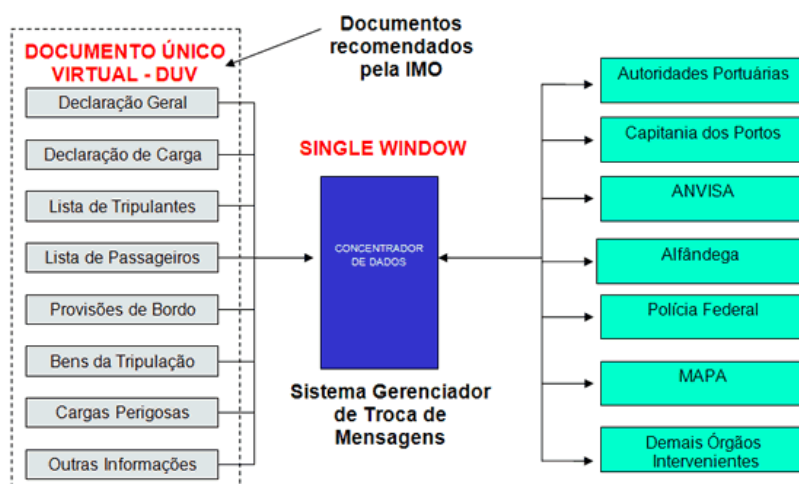 Documentos
recomendados
pela IMO
DOCUMENTO ÚNICO
VIRTUAL - DUV
Declaração Geral
Declaração de Carga
Lista de Tripulantes
Lista de Passageiros
Provisões de Bordo
Bens da Tripulação
Cargas Perigosas
Outras Informações
SINGLE WINDOW
CONCENTRADOR
DE DADOS
Sistema Gerenciador
de Troca de
Mensagens
Autoridades Portuárias
Capitania dos Portos
ANVISA
Alfândega
Polícia Federal
MAPA
Demais Órgãos
Intervenientes